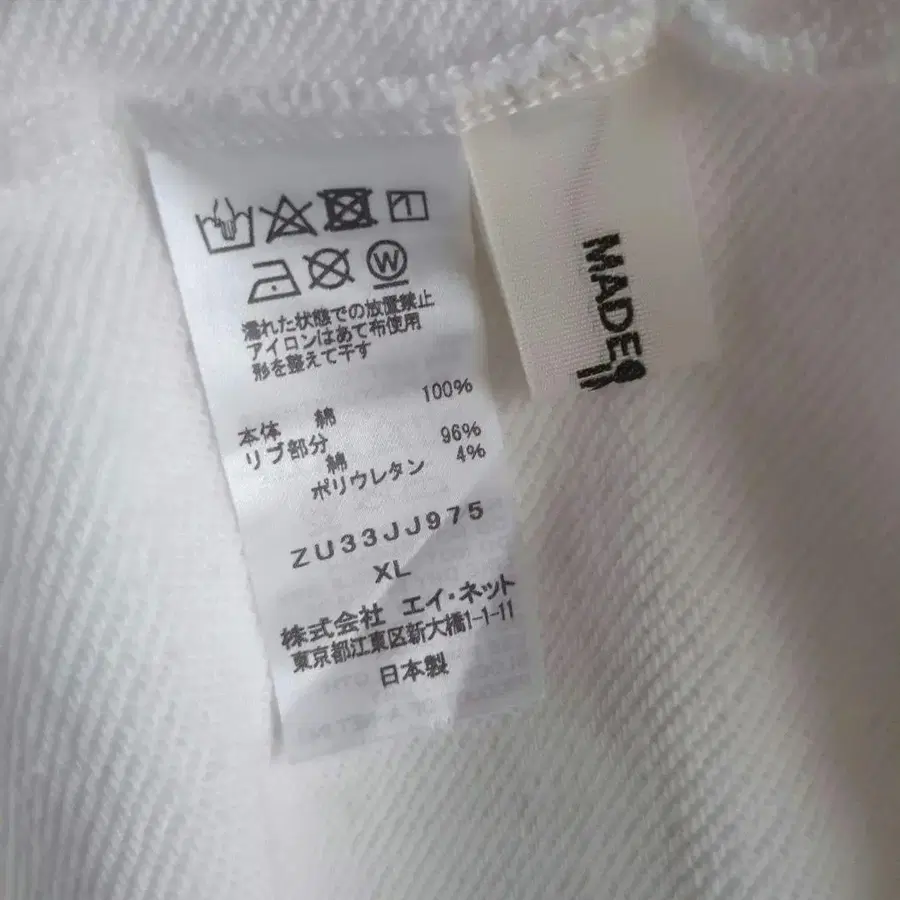 濡れた状態での放置禁止
アイロンはあて布使用
形を整えて干す
100%
本体 綿
リブ部分
綿 96%
ポリウレタン 4%
ZU33JJ975
XL
株式会社 エイ・ネット
東京都江東区新大橋1-1-11
日本製
MADE
IN